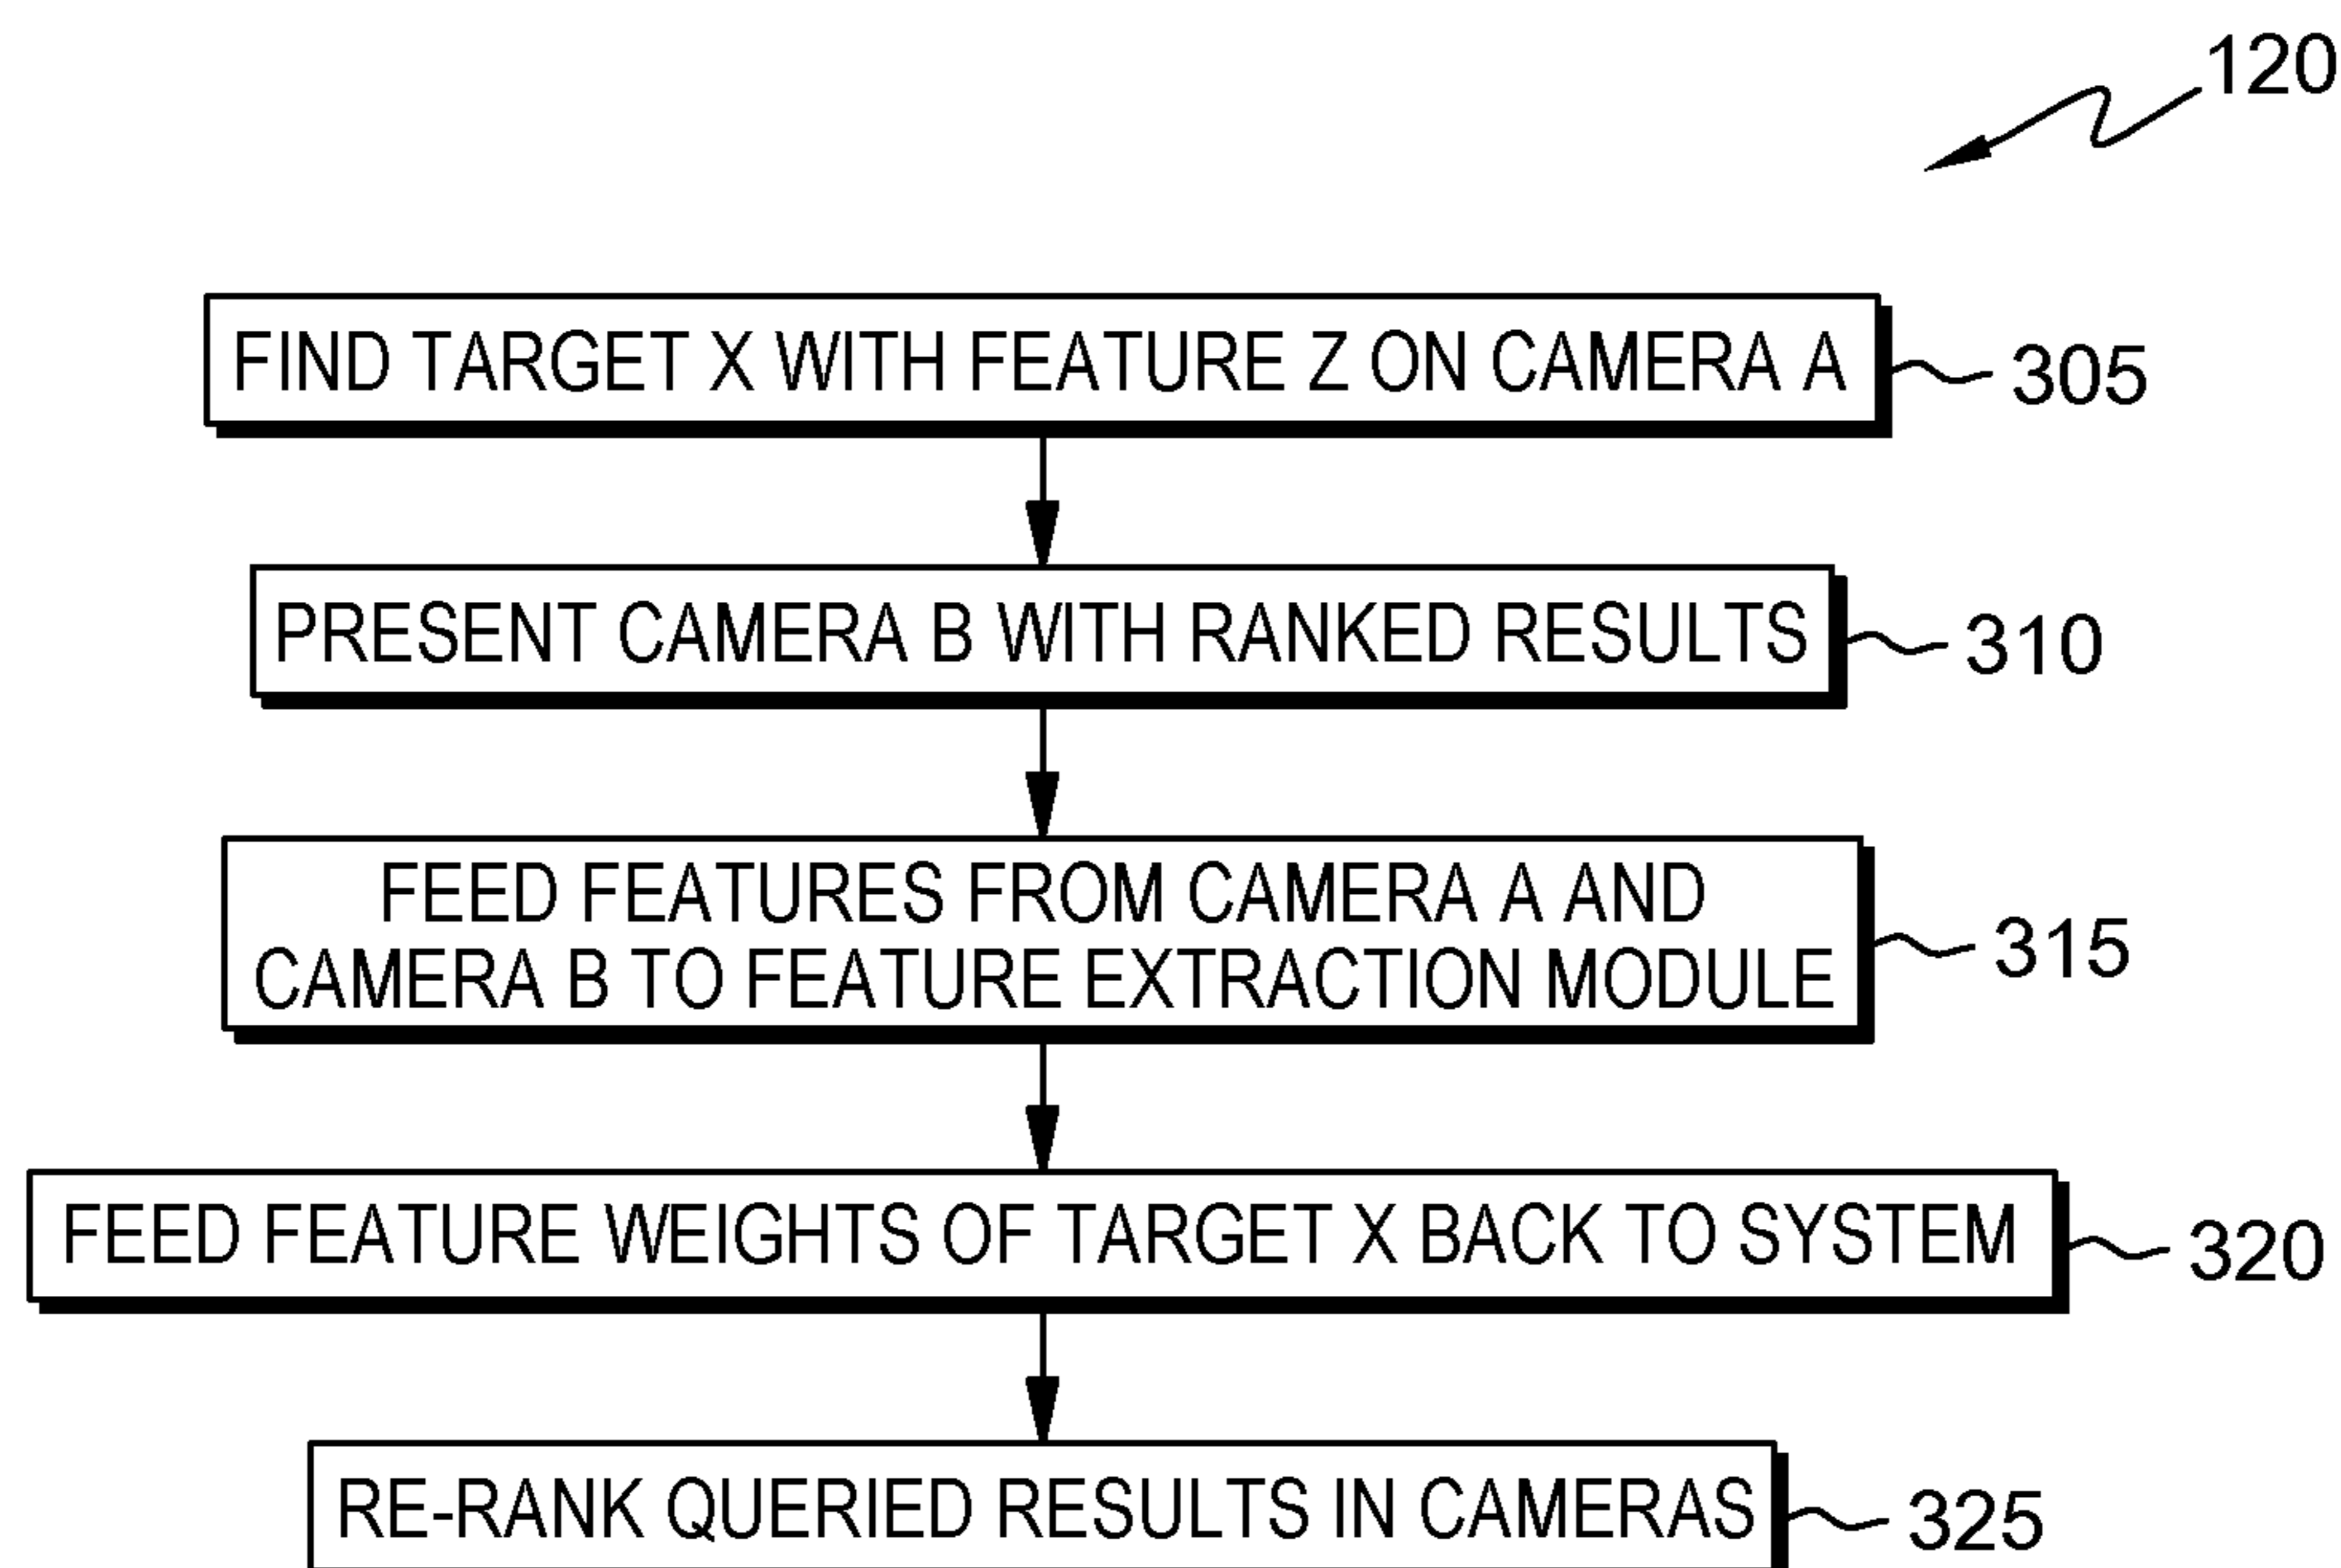 120
FIND TARGET X WITH FEATURE Z ON CAMERA A
305
PRESENT CAMERA B WITH RANKED RESULTS
310
FEED FEATURES FROM CAMERA A AND
CAMERA B TO FEATURE EXTRACTION MODULE
315
FEED FEATURE WEIGHTS OF TARGET X BACK TO SYSTEM
320
RE-RANK QUERIED RESULTS IN CAMERAS
325